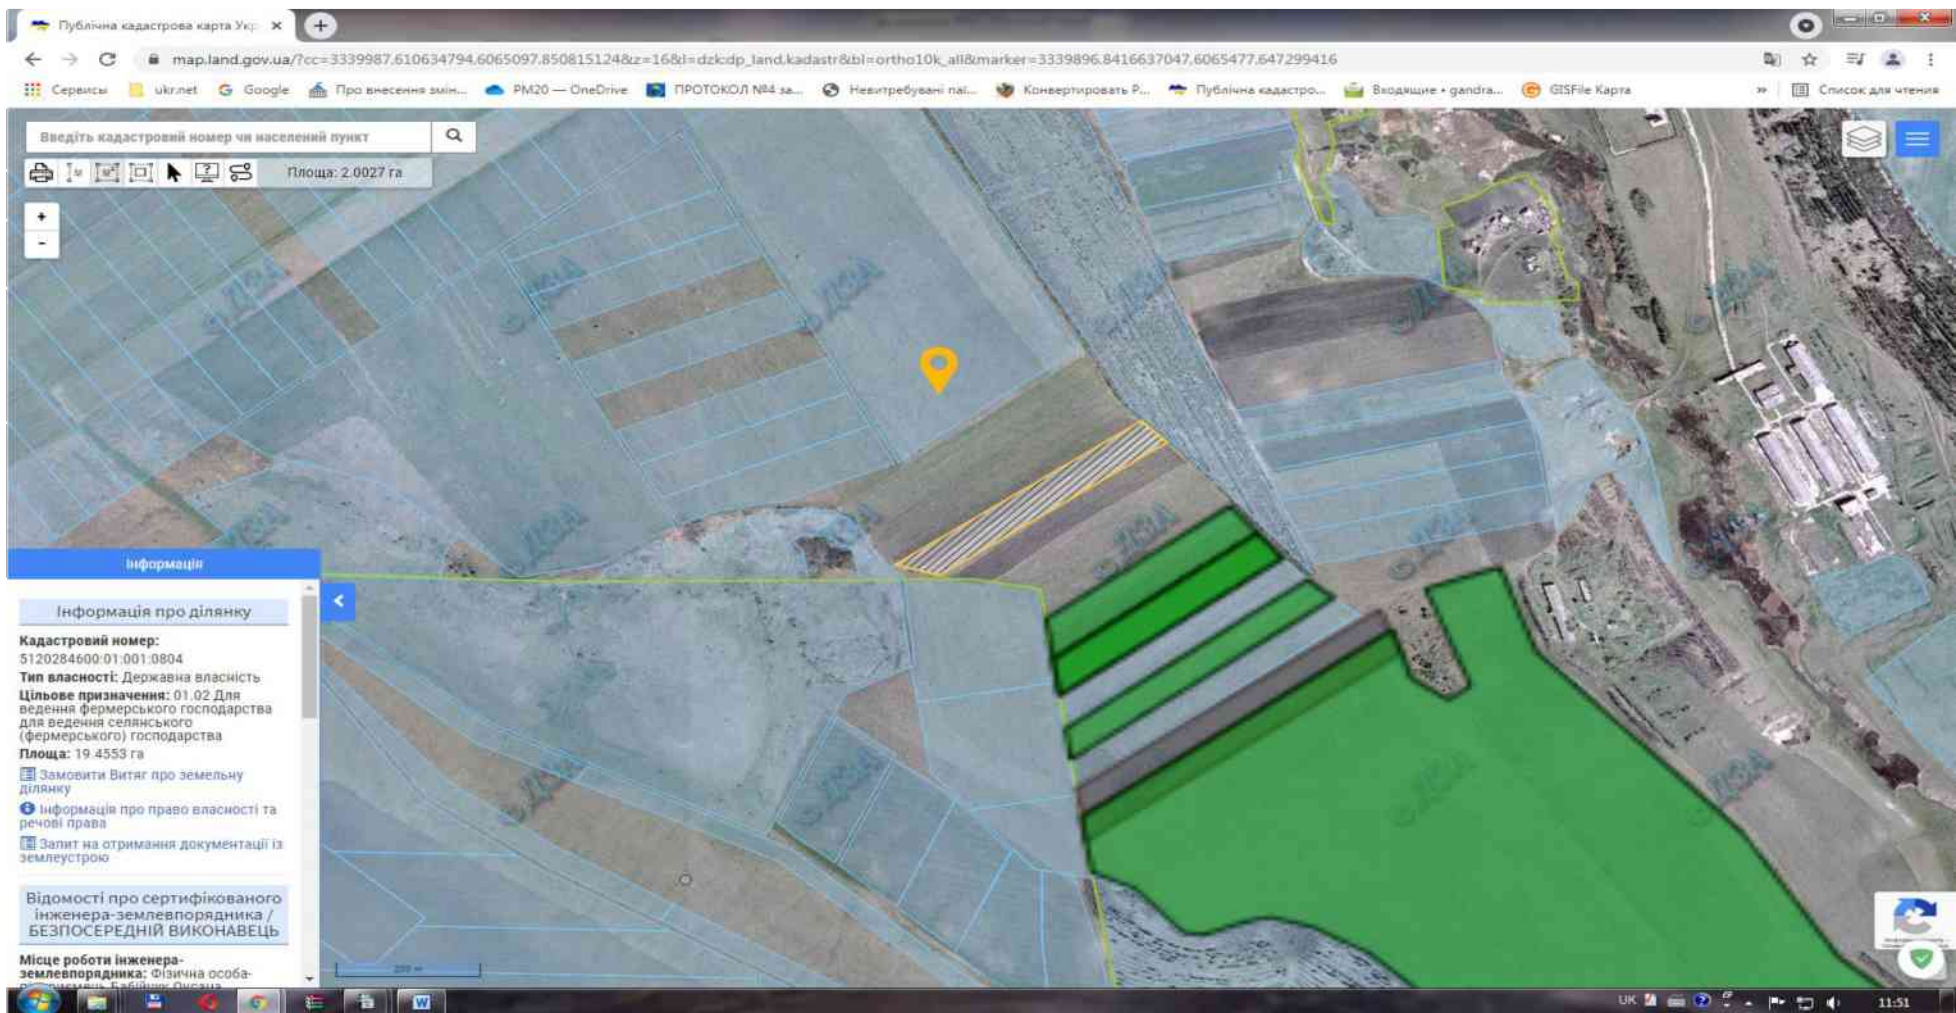 Публічна кадастрова карта Укр
map.land.gov.ua/?cc=3339987.610634794,6065097.850815124&z=16&l=dzk:dp_land,kadastr&bl=ortho10k_all&marker=3339896.8416637047,6065477.647299416
Сервисы ukr.net Google Про внесення змін... PM20 — OneDrive ПРОТОКОЛ №4 за... Невитребувані паї... Конвертировать P... Публічна кадастро... Входящие • gandra... GISFile Карта » Список для чтения
Введіть кадастровий номер чи населений пункт
Площа: 2.0027 га
+
-
© ДЗА
Інформація
Інформація про ділянку
Кадастровий номер:
5120284600:01:001:0804
Тип власності: Державна власність
Цільове призначення: 01.02 Для
ведення фермерського господарства
для ведення селянського
(фермерського) господарства
Площа: 19.4553 га
Замовити Витяг про земельну
ділянку
Інформація про право власності та
речові права
Запит на отримання документації із
землеустрою
Відомості про сертифікованого
інженера-землевпорядника /
БЕЗПОСЕРЕДНІЙ ВИКОНАВЕЦЬ
Місце роботи інженера-
землевпорядника: Фізична особа-
200 м
UK 11:51